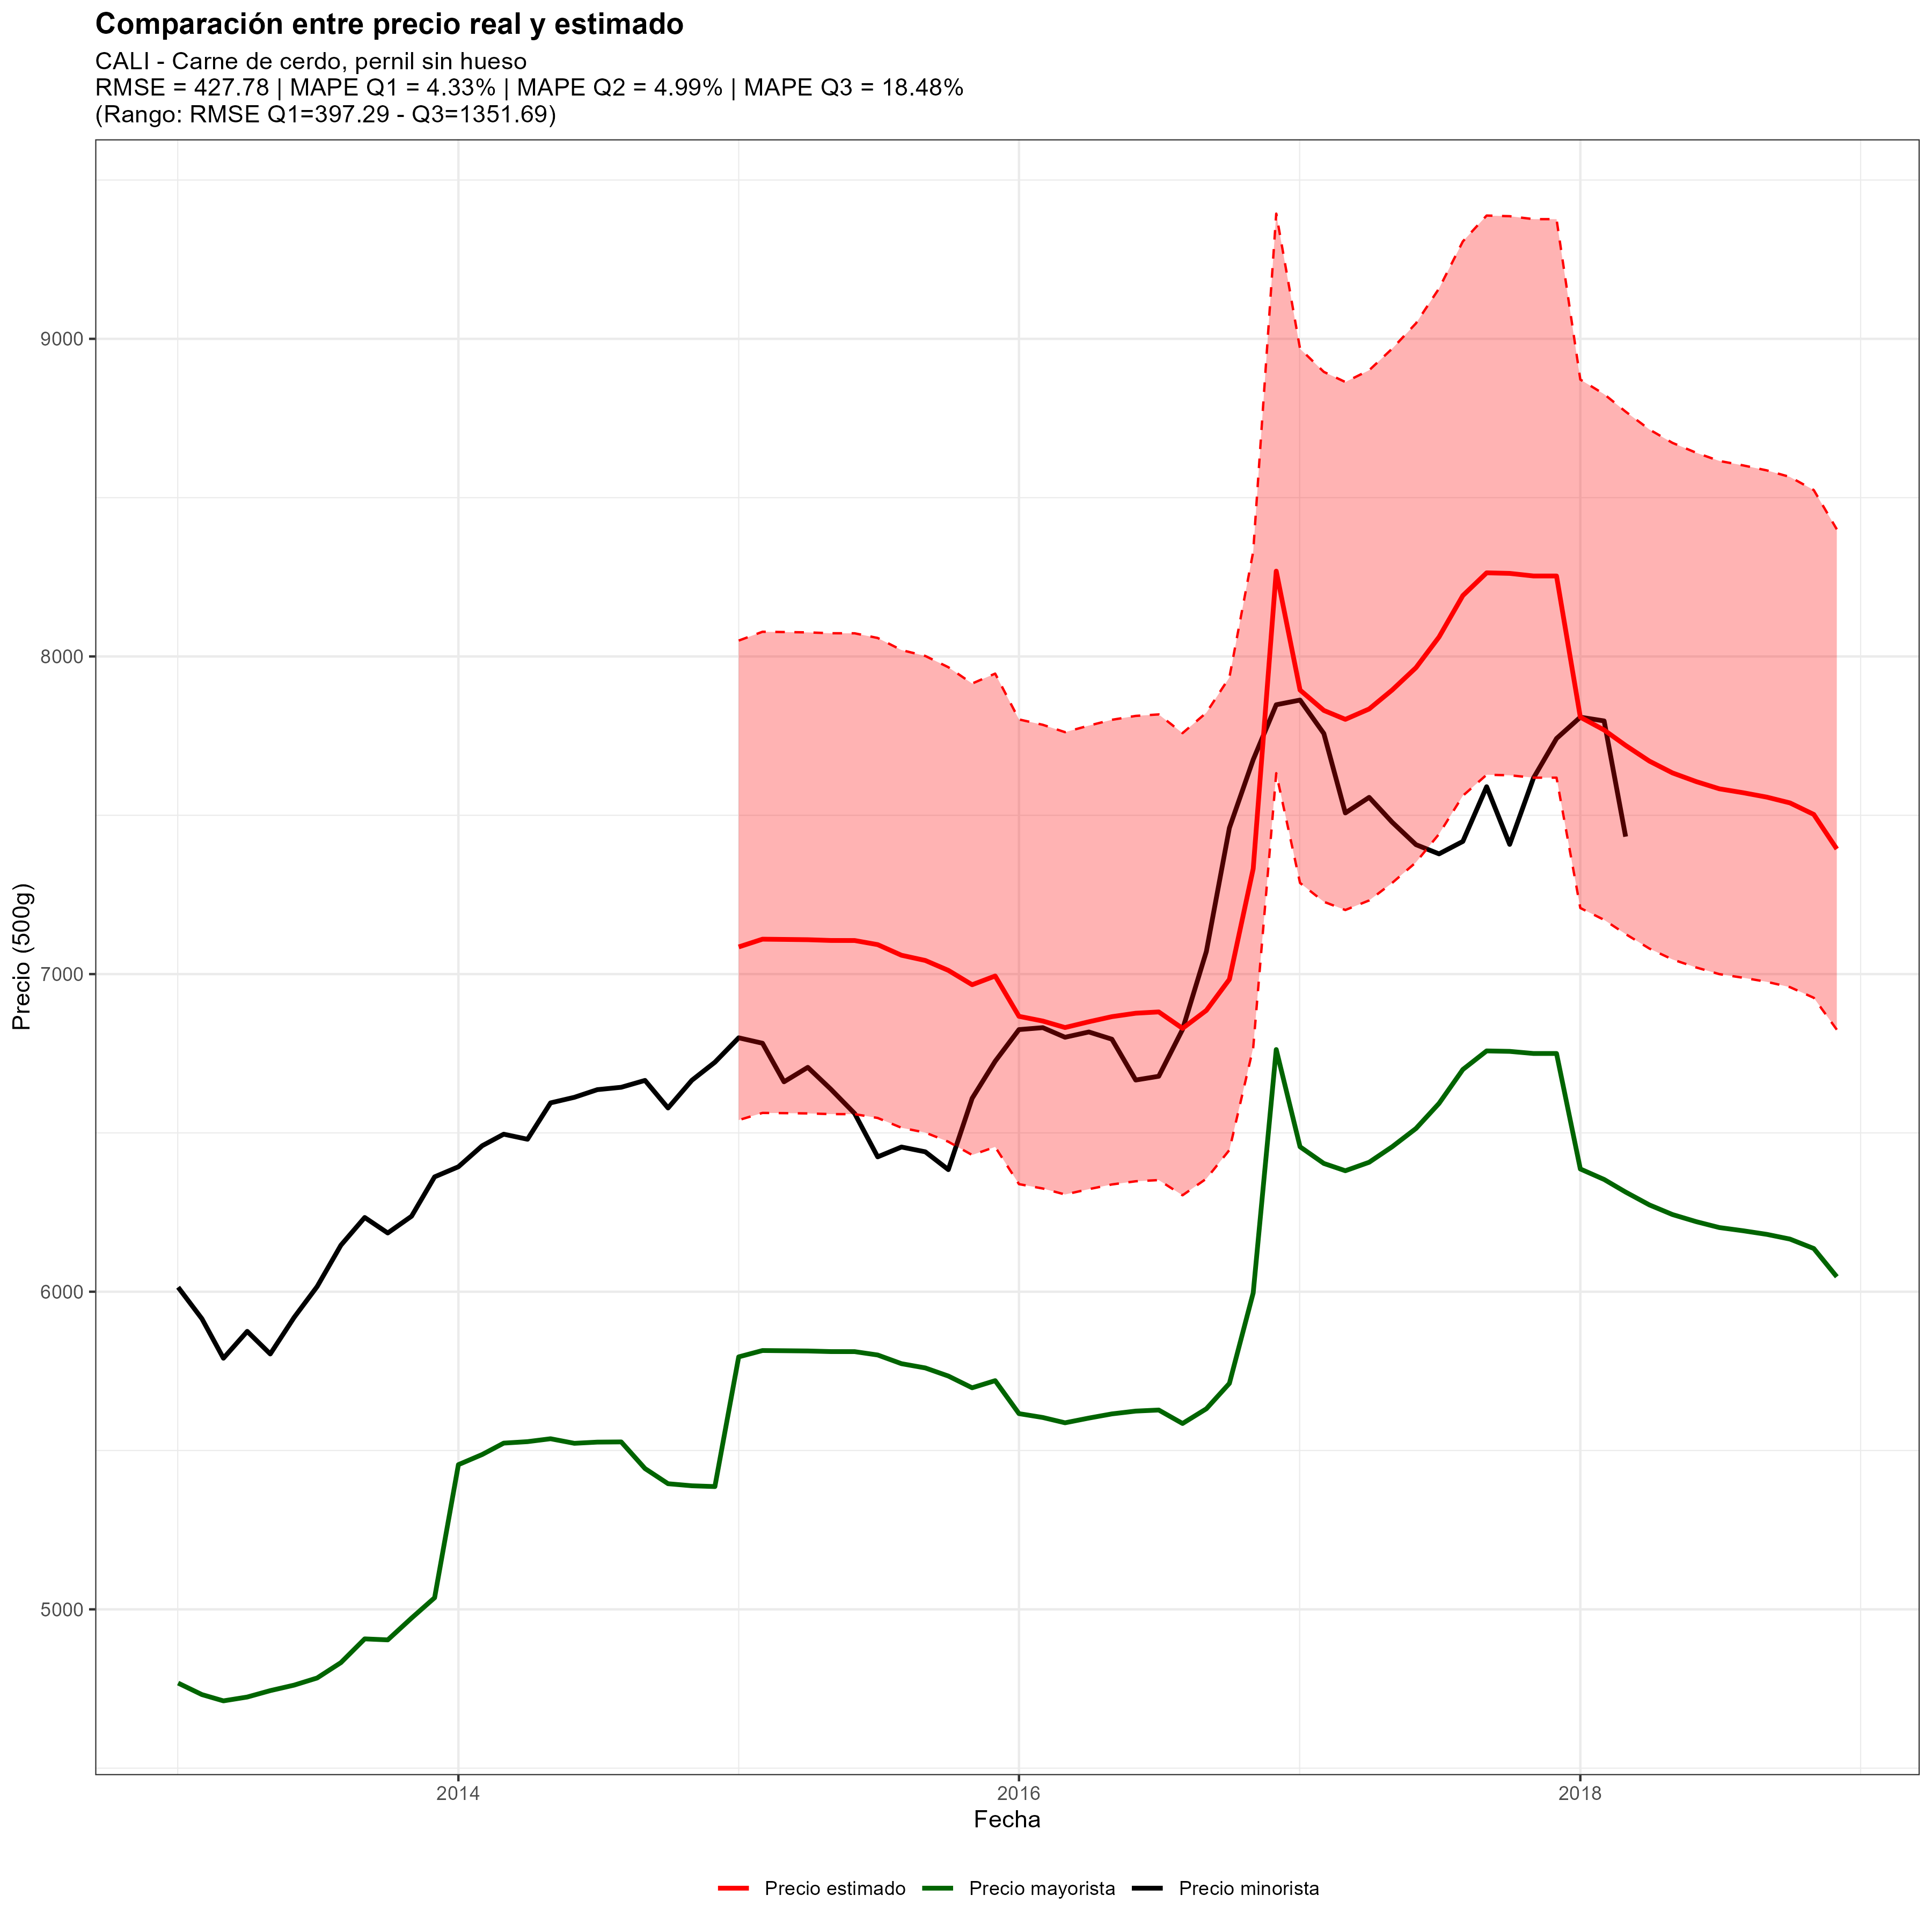 Comparación entre precio real y estimado
CALI - Carne de cerdo, pernil sin hueso
RMSE = 427.78 | MAPE Q1 = 4.33% | MAPE Q2 = 4.99% | MAPE Q3 = 18.48%
(Rango: RMSE Q1=397.29 - Q3=1351.69)
Precio (500g)
9000
8000
7000
6000
5000
2014
2016
2018
Fecha
Precio estimado
Precio mayorista
Precio minorista